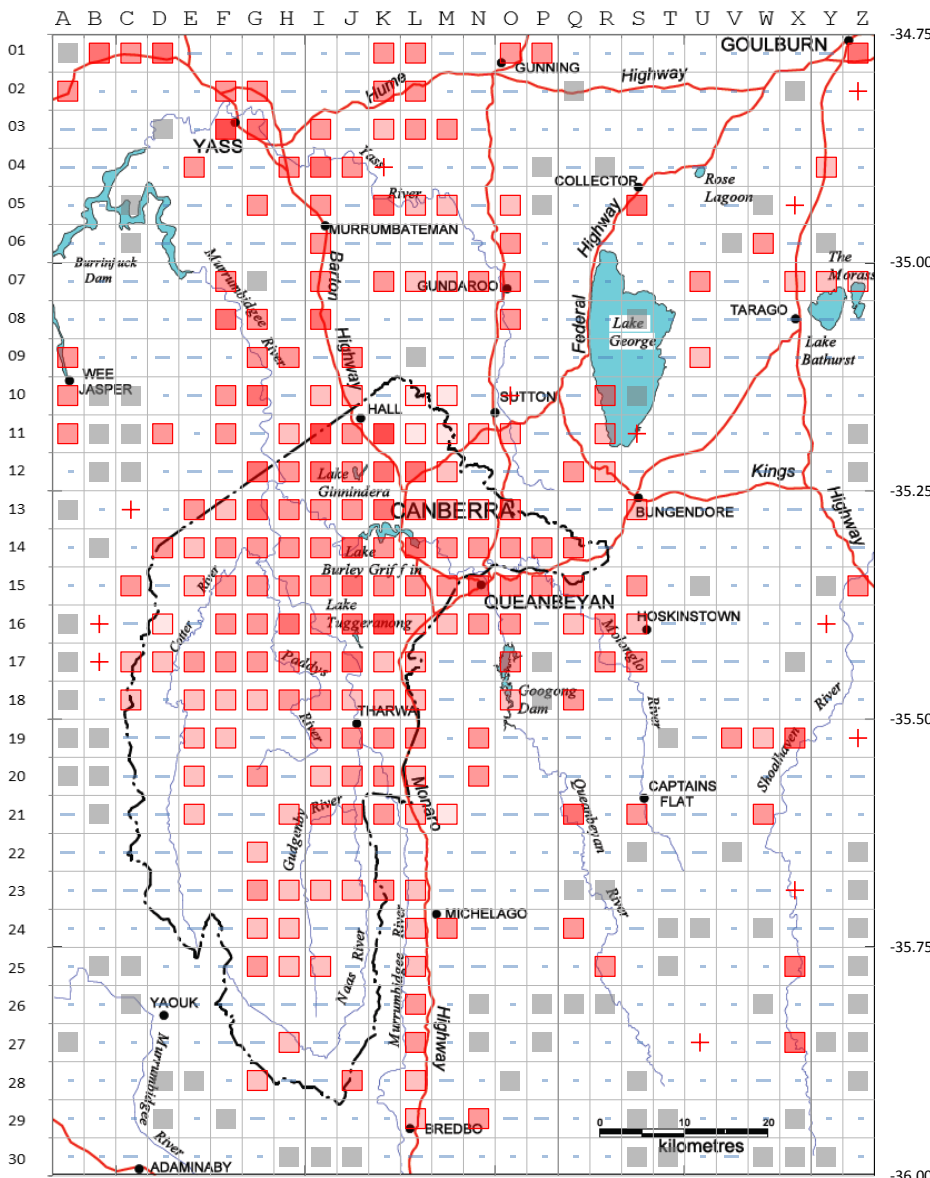 A B C D E F G H I J K L M N O P Q R S T U V W X Y Z
-34.75
01
GOULBURN
GUNNING
Hume
Highway
02
03
YASS
Yass
River
04
COLLECTOR
Rose
Lagoon
05
MURRUMBATEMAN
Highway
06
Burrinjuck
Dam
Murrumbidgee
River
Barton
Highway
-35.00
The
Morass
07
GUNDAROO
Federal
08
Lake
George
TARAGO
Lake
Bathurst
09
WEE
JASPER
10
SUTTON
HALL
11
12
Lake
Ginnindera
Kings
Highway
-35.25
13
CANBERRA
BUNGENDORE
14
Lake
Burley Griffin
15
Cotter
River
QUEANBEYAN
16
Lake
Tuggeranong
HOSKINSTOWN
Molonglo
River
17
Paddys
River
18
Googong
Dam
THARWA
River
Shoalhaven
-35.50
19
20
Monaro
Highway
Queanbeyan
River
CAPTAINS
FLAT
21
Gudgenby
River
22
23
24
MICHELAGO
Naas
River
Murrumbidgee
River
-35.75
25
26
YAOUK
27
Murrumbidgee
River
28
29
BREDBO
0 10 20
kilometres
30
ADAMINABY
-36.00